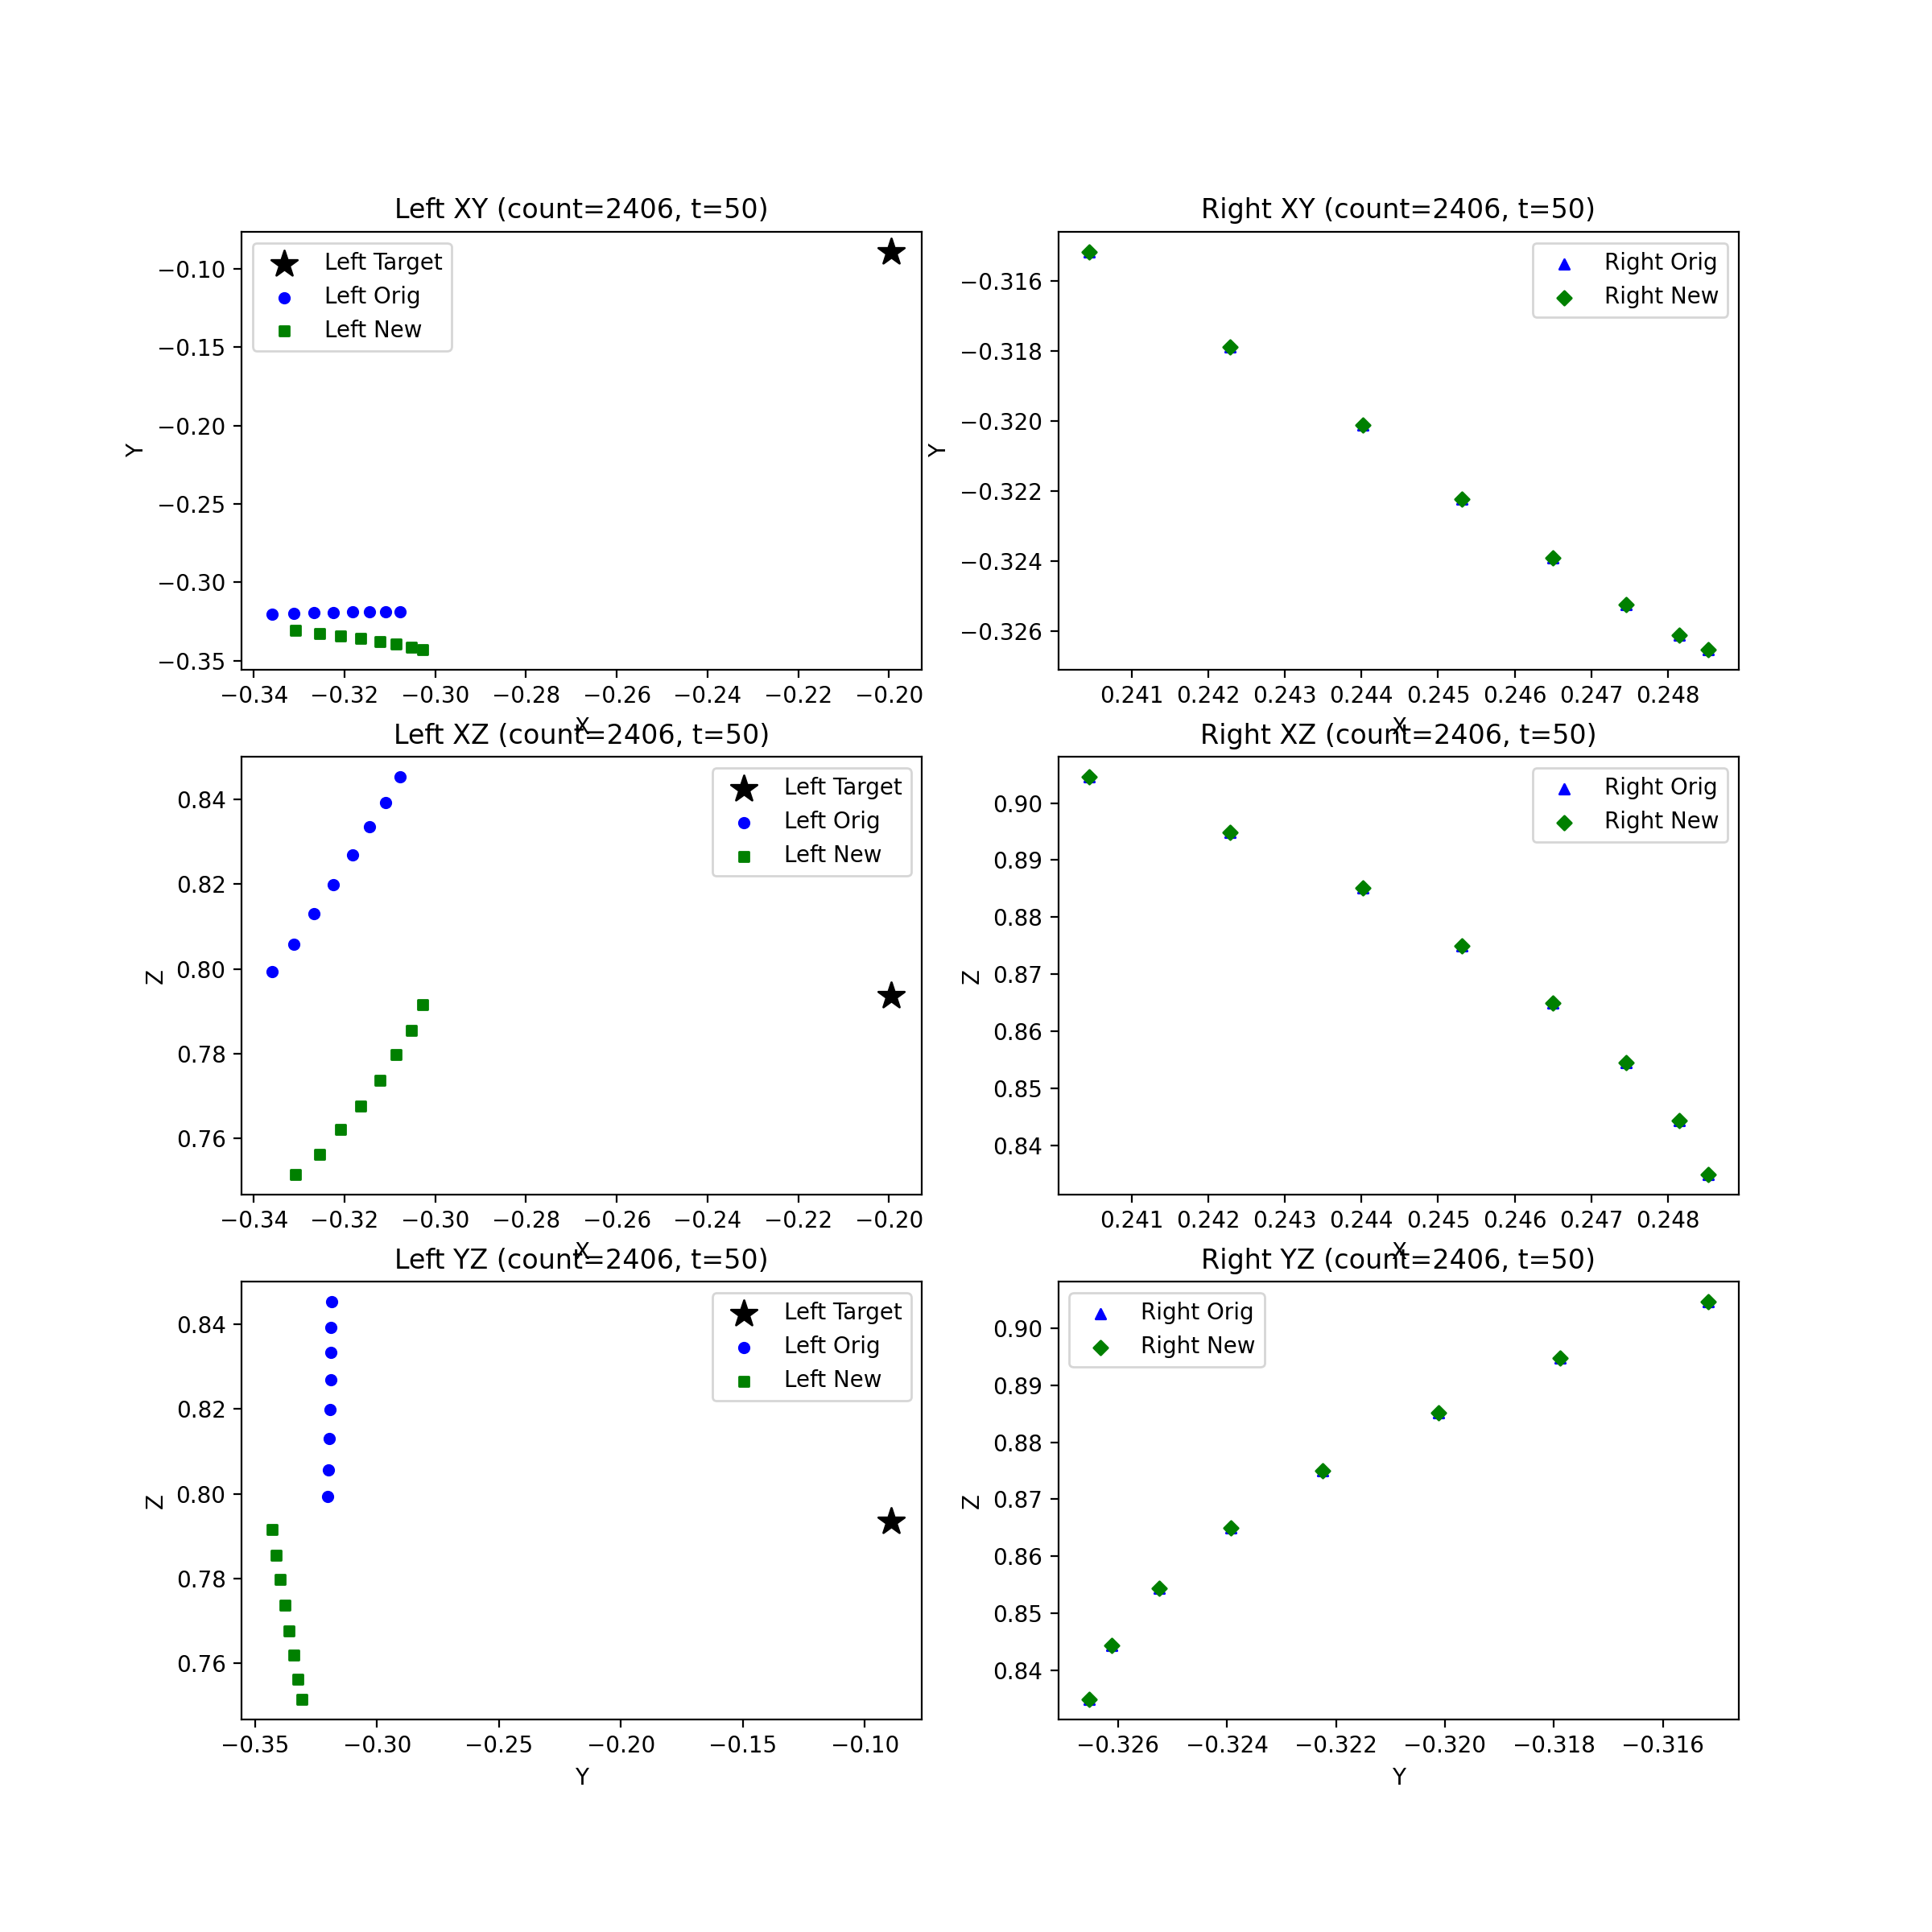 Left XY (count=2406, t=50)
Left Target
Left Orig
Left New
Y
−0.10
−0.15
−0.20
−0.25
−0.30
−0.35
−0.34 −0.32 −0.30 −0.28 −0.26 −0.24 −0.22 −0.20
X
Right XY (count=2406, t=50)
Right Orig
Right New
Y
−0.316
−0.318
−0.320
−0.322
−0.324
−0.326
0.241 0.242 0.243 0.244 0.245 0.246 0.247 0.248
X
Left XZ (count=2406, t=50)
Left Target
Left Orig
Left New
Z
0.84
0.82
0.80
0.78
0.76
−0.34 −0.32 −0.30 −0.28 −0.26 −0.24 −0.22 −0.20
X
Right XZ (count=2406, t=50)
Right Orig
Right New
Z
0.90
0.89
0.88
0.87
0.86
0.85
0.84
0.241 0.242 0.243 0.244 0.245 0.246 0.247 0.248
X
Left YZ (count=2406, t=50)
Left Target
Left Orig
Left New
Z
0.84
0.82
0.80
0.78
0.76
−0.35 −0.30 −0.25 −0.20 −0.15 −0.10
Y
Right YZ (count=2406, t=50)
Right Orig
Right New
Z
0.90
0.89
0.88
0.87
0.86
0.85
0.84
−0.326 −0.324 −0.322 −0.320 −0.318 −0.316
Y